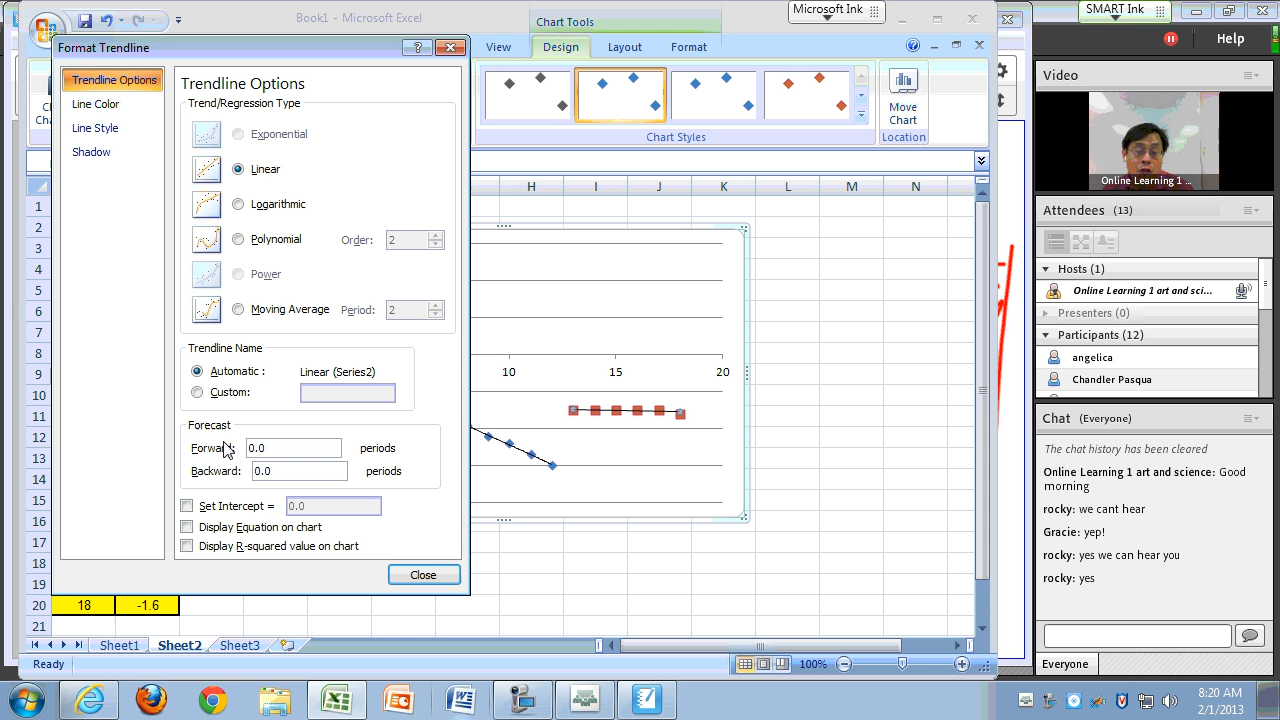 Book1 - Microsoft Excel
Chart Tools
Microsoft Ink
SMART Ink
Format Trendline
View
Design
Layout
Format
Help
Trendline Options
Line Color
Line Style
Shadow
Trendline Options
Trend/Regression Type
Exponential
Linear
Logarithmic
Polynomial
Order:
2
Power
Moving Average
Period:
2
Trendline Name
Automatic :
Linear (Series2)
Custom:
Forecast
Forward:
0.0
periods
Backward:
0.0
periods
Set Intercept =
0.0
Display Equation on chart
Display R-squared value on chart
Close
Chart Styles
Move
Chart
Location
H
I
J
K
L
M
N
1
2
3
4
5
6
7
8
9
10
11
12
13
14
15
16
17
18
19
20
21
10
15
20
18
-1.6
Sheet1
Sheet2
Sheet3
Ready
100%
Video
Online Learning 1 ...
Attendees (13)
Hosts (1)
Online Learning 1 art and sci...
Presenters (0)
Participants (12)
angelica
Chandler Pasqua
Chat (Everyone)
The chat history has been cleared
Online Learning 1 art and science: Good
morning
rocky: we cant hear
Gracie: yep!
rocky: yes we can hear you
rocky: yes
Everyone
8:20 AM
2/1/2013